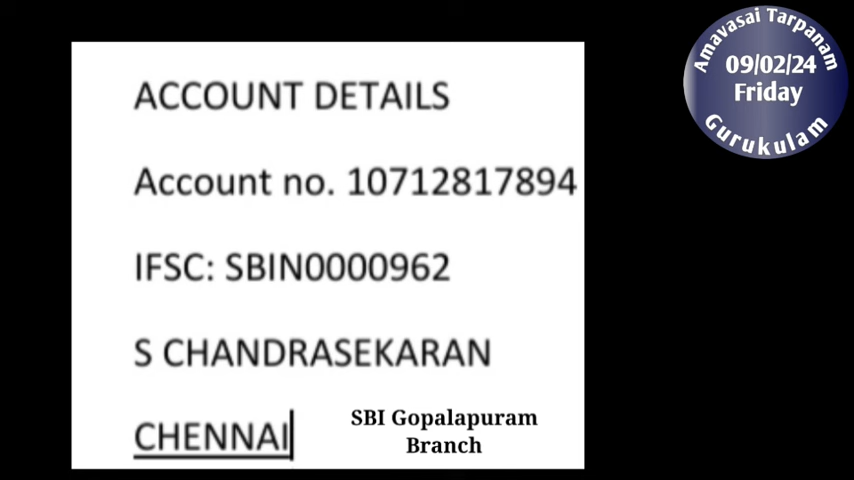 ACCOUNT DETAILS
Account no. 10712817894
IFSC: SBIN0000962
S CHANDRASEKARAN
CHENNAI
SBI Gopalapuram
Branch
Amavasai Tarpanam
09/02/24
Friday
Gurukulam